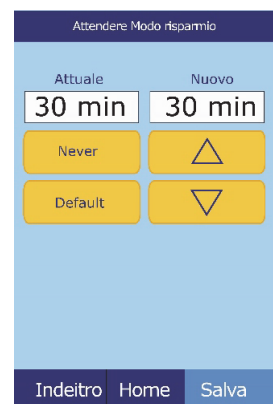 Attendere Modo risparmio
Attuale Nuovo
30 min 30 min
Never
Default
Indeitro Home Salva